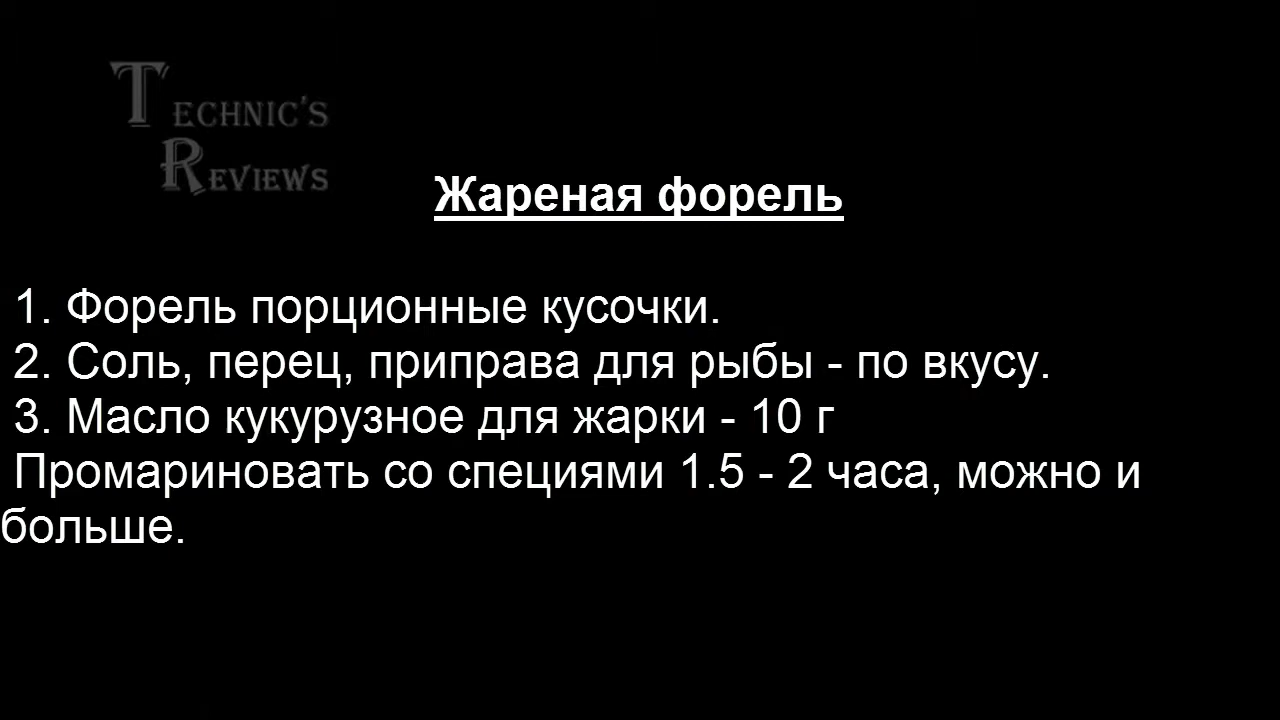 Technic's
Reviews
Жареная форель
1. Форель порционные кусочки.
2. Соль, перец, приправа для рыбы - по вкусу.
3. Масло кукурузное для жарки - 10 г
Промариновать со специями 1.5 - 2 часа, можно и
больше.